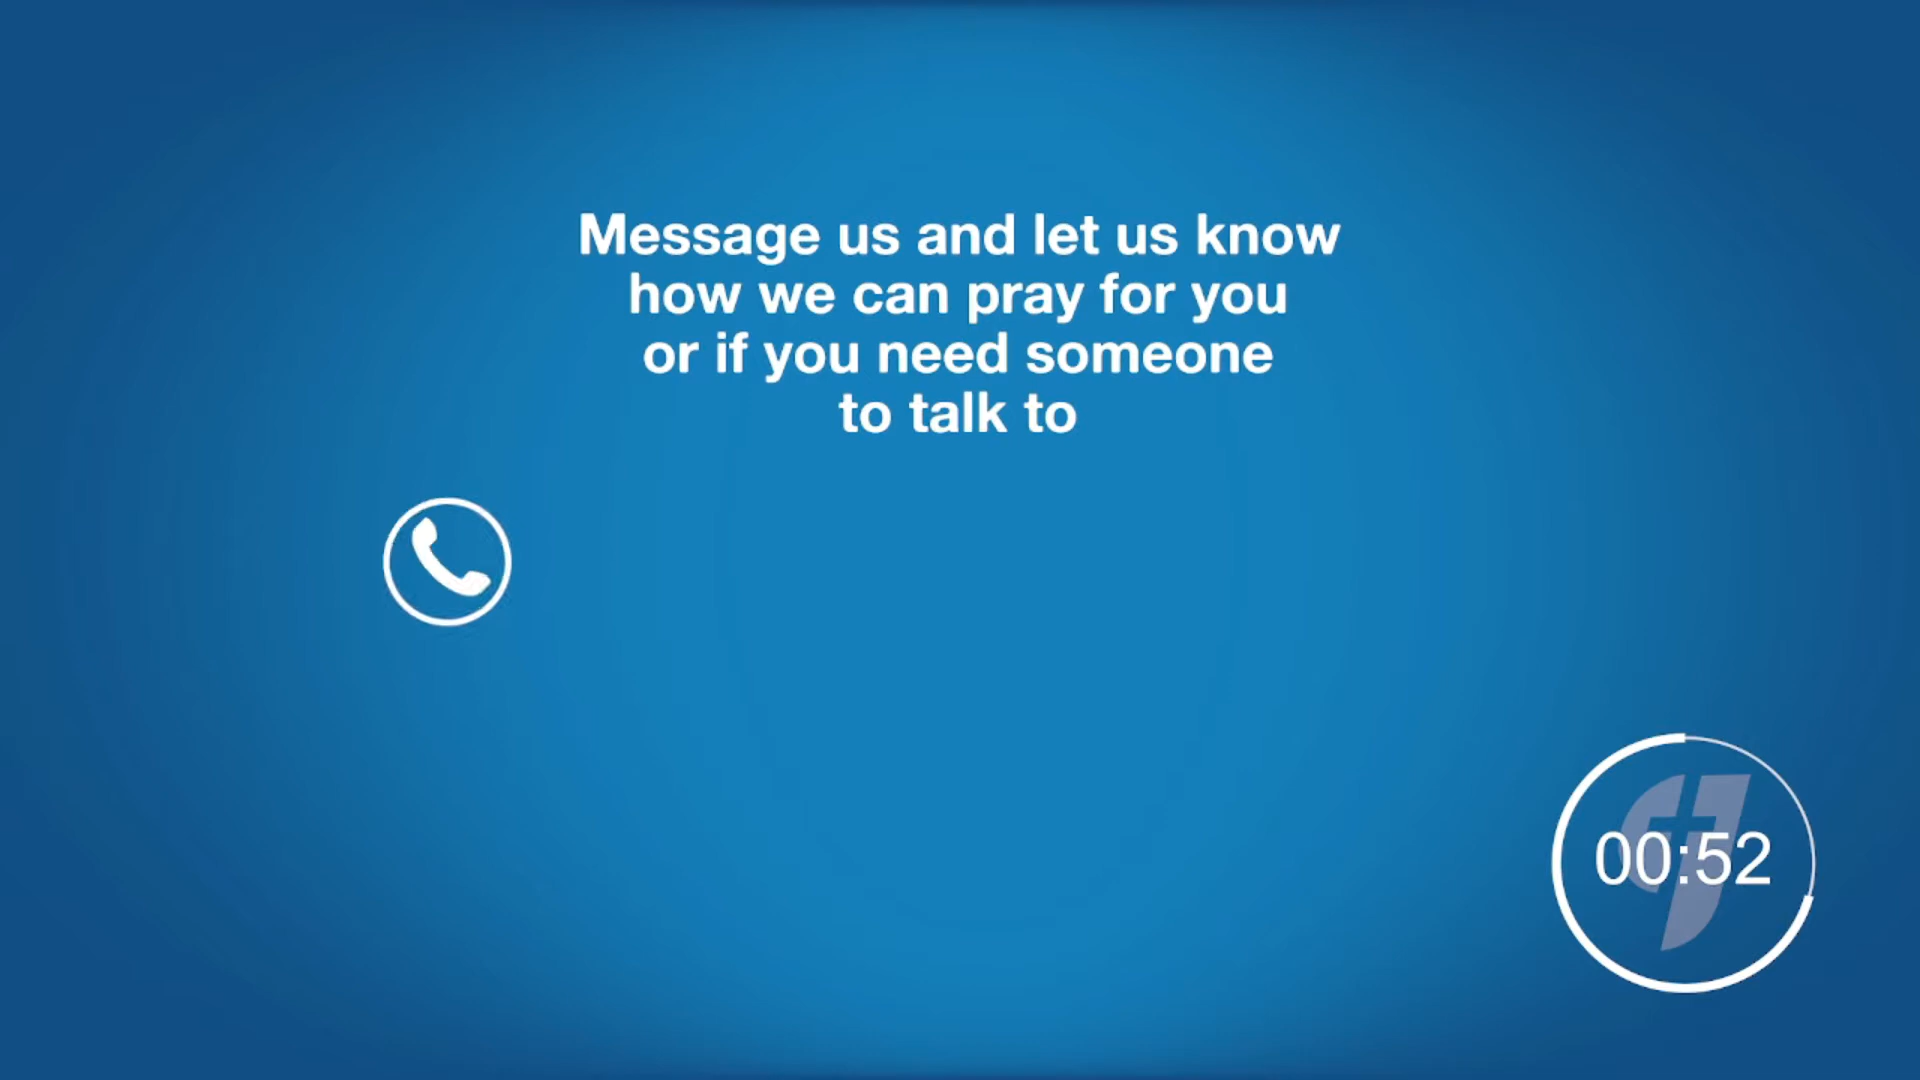 Message us and let us know
how we can pray for you
or if you need someone
to talk to
00:52